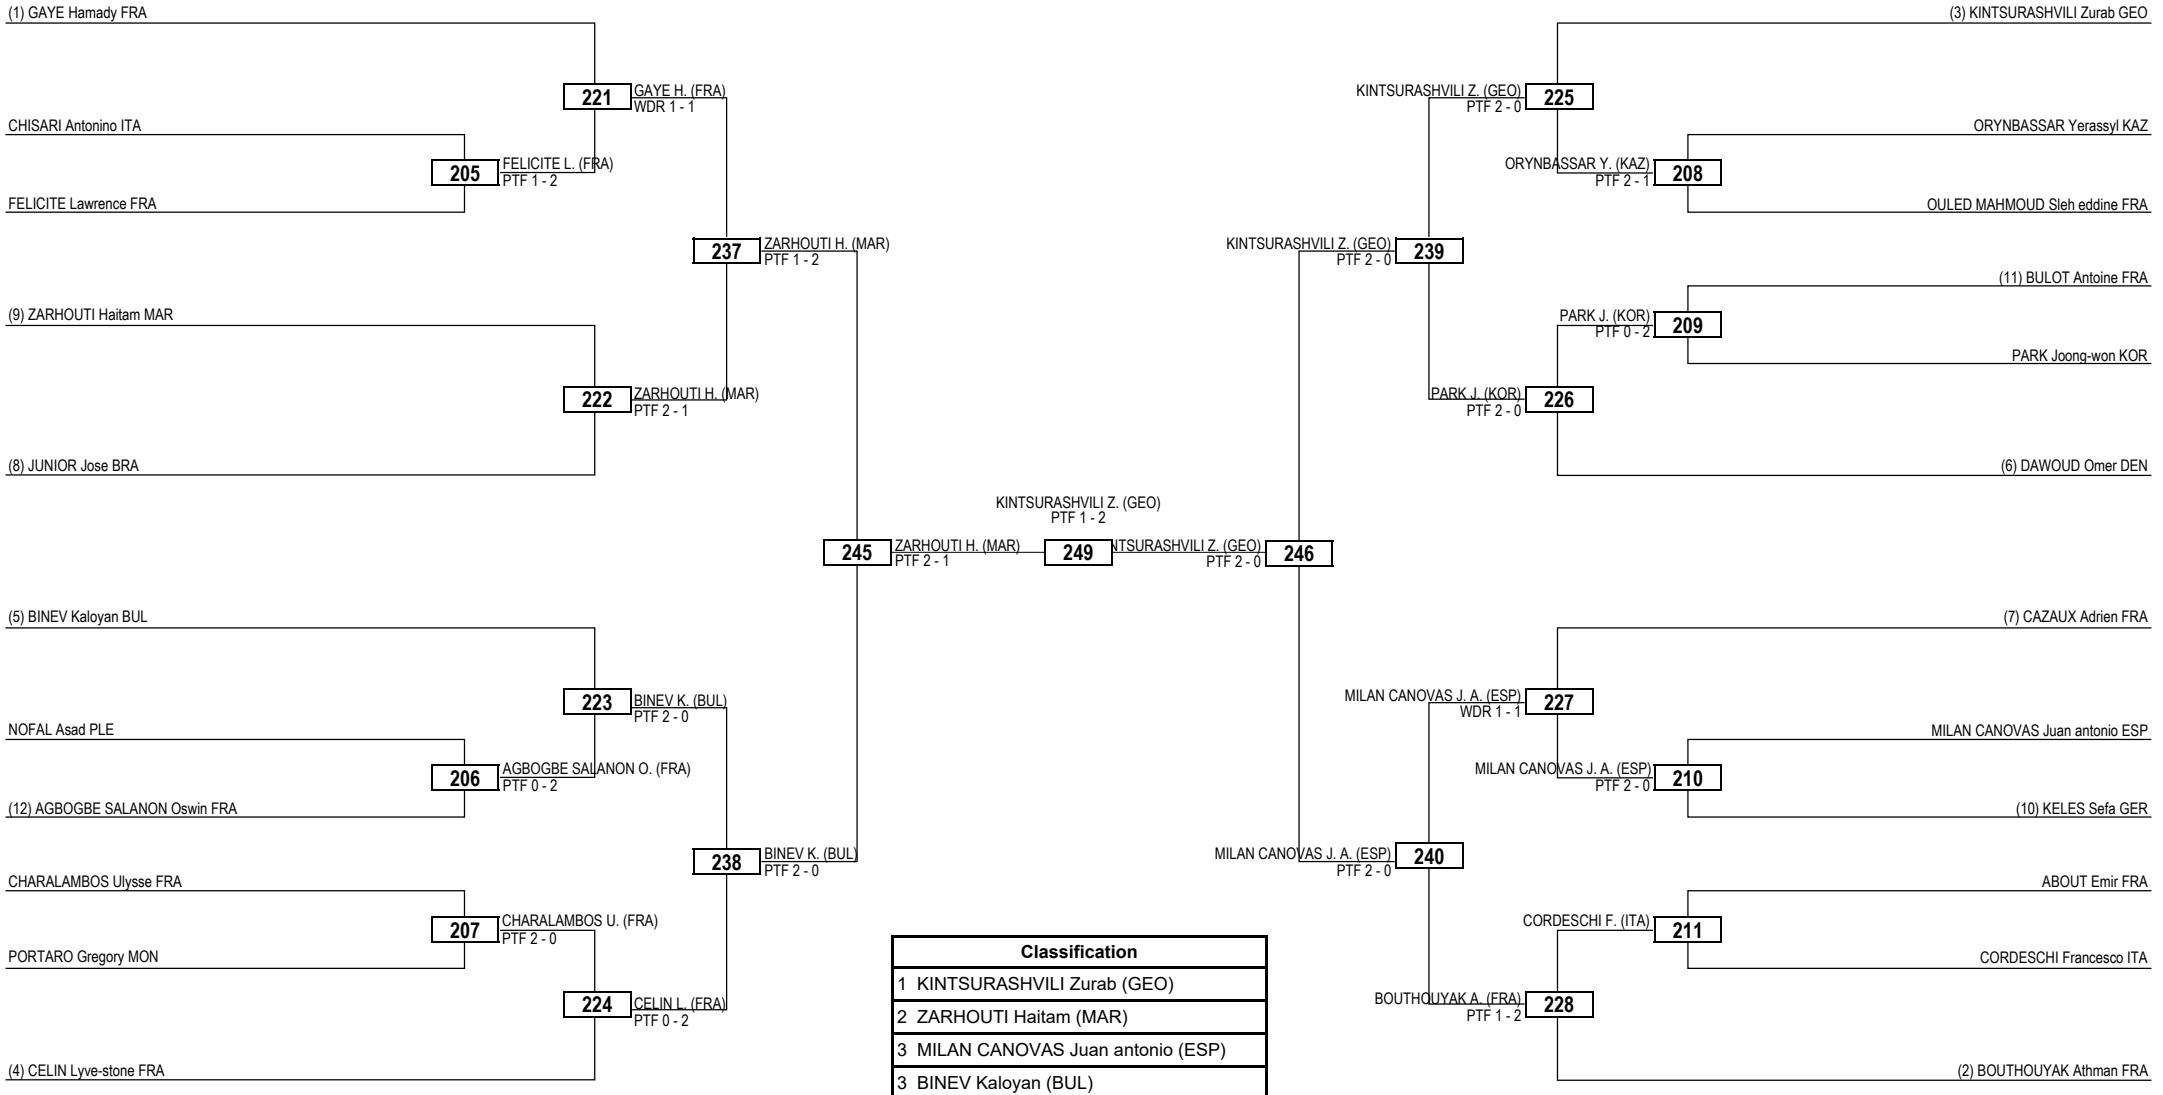 (1) GAYE Hamady FRA
221
GAYE H. (FRA)
WDR 1 - 1
CHISARI Antonino ITA
205
FELICITE L. (FRA)
PTF 1 - 2
FELICITE Lawrence FRA
237
ZARHOUTI H. (MAR)
PTF 1 - 2
(9) ZARHOUTI Haitam MAR
222
ZARHOUTI H. (MAR)
PTF 2 - 1
(8) JUNIOR Jose BRA
245
ZARHOUTI H. (MAR)
PTF 2 - 1
(5) BINEV Kaloyan BUL
223
BINEV K. (BUL)
PTF 2 - 0
NOFAL Asad PLE
206
AGBOGBE SALANON O. (FRA)
PTF 0 - 2
(12) AGBOGBE SALANON Oswin FRA
238
BINEV K. (BUL)
PTF 2 - 0
CHARALAMBOS Ulysse FRA
207
CHARALAMBOS U. (FRA)
PTF 2 - 0
PORTARO Gregory MON
224
CELIN L. (FRA)
PTF 0 - 2
(4) CELIN Lyve-stone FRA
KINTSURASHVILI Z. (GEO)
PTF 1 - 2
249
NTSURASHVILI Z. (GEO)
PTF 2 - 0
246
(3) KINTSURASHVILI Zurab GEO
KINTSURASHVILI Z. (GEO)
PTF 2 - 0
225
ORYNBASSAR Yerassyl KAZ
ORYNBASSAR Y. (KAZ)
PTF 2 - 1
208
OULED MAHMOUD Sleh eddine FRA
KINTSURASHVILI Z. (GEO)
PTF 2 - 0
239
(11) BULOT Antoine FRA
PARK J. (KOR)
PTF 0 - 2
209
PARK Joong-won KOR
PARK J. (KOR)
PTF 2 - 0
226
(6) DAWOUD Omer DEN
(7) CAZAUX Adrien FRA
MILAN CANOVAS J. A. (ESP)
WDR 1 - 1
227
MILAN CANOVAS Juan antonio ESP
MILAN CANOVAS J. A. (ESP)
PTF 2 - 0
210
(10) KELES Sefa GER
MILAN CANOVAS J. A. (ESP)
PTF 2 - 0
240
ABOUT Emir FRA
CORDESCHI F. (ITA)
211
CORDESCHI Francesco ITA
BOUTHOUYAK A. (FRA)
PTF 1 - 2
228
(2) BOUTHOUYAK Athman FRA
Classification
1 KINTSURASHVILI Zurab (GEO)
2 ZARHOUTI Haitam (MAR)
3 MILAN CANOVAS Juan antonio (ESP)
3 BINEV Kaloyan (BUL)